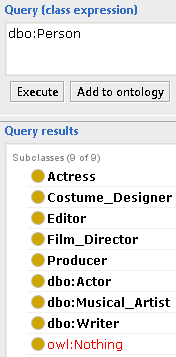 Query (class expression)
dbo:Person
Execute
Add to ontology
Query results
Subclasses (9 of 9)
Actress
Costume_Designer
Editor
Film_Director
Producer
dbo:Actor
dbo:Musical_Artist
dbo:Writer
owl:Nothing